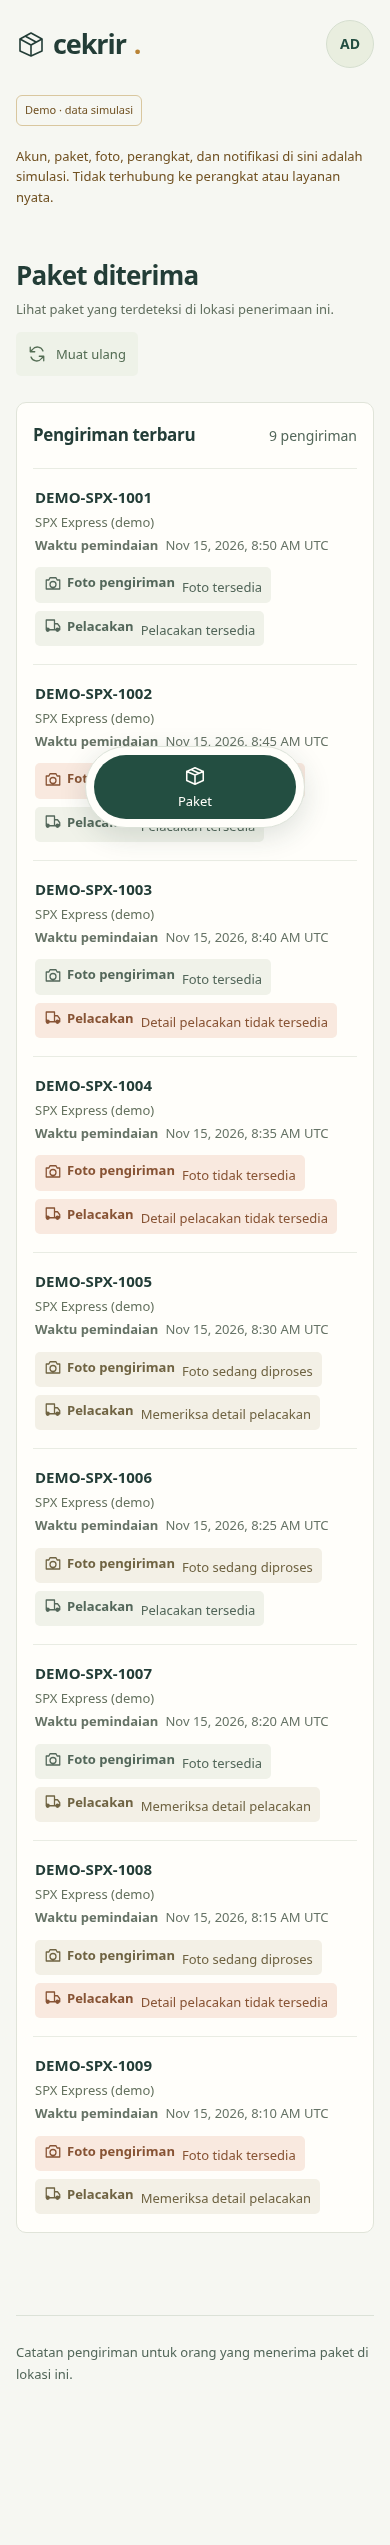 cekrir.
AD
Demo · data simulasi
Akun, paket, foto, perangkat, dan notifikasi di sini adalah
simulasi. Tidak terhubung ke perangkat atau layanan
nyata.
Paket diterima
Lihat paket yang terdeteksi di lokasi penerimaan ini.
Muat ulang
Pengiriman terbaru 9 pengiriman
DEMO-SPX-1001
SPX Express (demo)
Waktu pemindaian Nov 15, 2026, 8:50 AM UTC
Foto pengiriman Foto tersedia
Pelacakan Pelacakan tersedia
DEMO-SPX-1002
SPX Express (demo)
Waktu pemindaian Nov 15, 2026, 8:45 AM UTC
Paket
Pelacakan tersedia
DEMO-SPX-1003
SPX Express (demo)
Waktu pemindaian Nov 15, 2026, 8:40 AM UTC
Foto pengiriman Foto tersedia
Pelacakan Detail pelacakan tidak tersedia
DEMO-SPX-1004
SPX Express (demo)
Waktu pemindaian Nov 15, 2026, 8:35 AM UTC
Foto pengiriman Foto tidak tersedia
Pelacakan Detail pelacakan tidak tersedia
DEMO-SPX-1005
SPX Express (demo)
Waktu pemindaian Nov 15, 2026, 8:30 AM UTC
Foto pengiriman Foto sedang diproses
Pelacakan Memeriksa detail pelacakan
DEMO-SPX-1006
SPX Express (demo)
Waktu pemindaian Nov 15, 2026, 8:25 AM UTC
Foto pengiriman Foto sedang diproses
Pelacakan Pelacakan tersedia
DEMO-SPX-1007
SPX Express (demo)
Waktu pemindaian Nov 15, 2026, 8:20 AM UTC
Foto pengiriman Foto tersedia
Pelacakan Memeriksa detail pelacakan
DEMO-SPX-1008
SPX Express (demo)
Waktu pemindaian Nov 15, 2026, 8:15 AM UTC
Foto pengiriman Foto sedang diproses
Pelacakan Detail pelacakan tidak tersedia
DEMO-SPX-1009
SPX Express (demo)
Waktu pemindaian Nov 15, 2026, 8:10 AM UTC
Foto pengiriman Foto tidak tersedia
Pelacakan Memeriksa detail pelacakan
Catatan pengiriman untuk orang yang menerima paket di
lokasi ini.